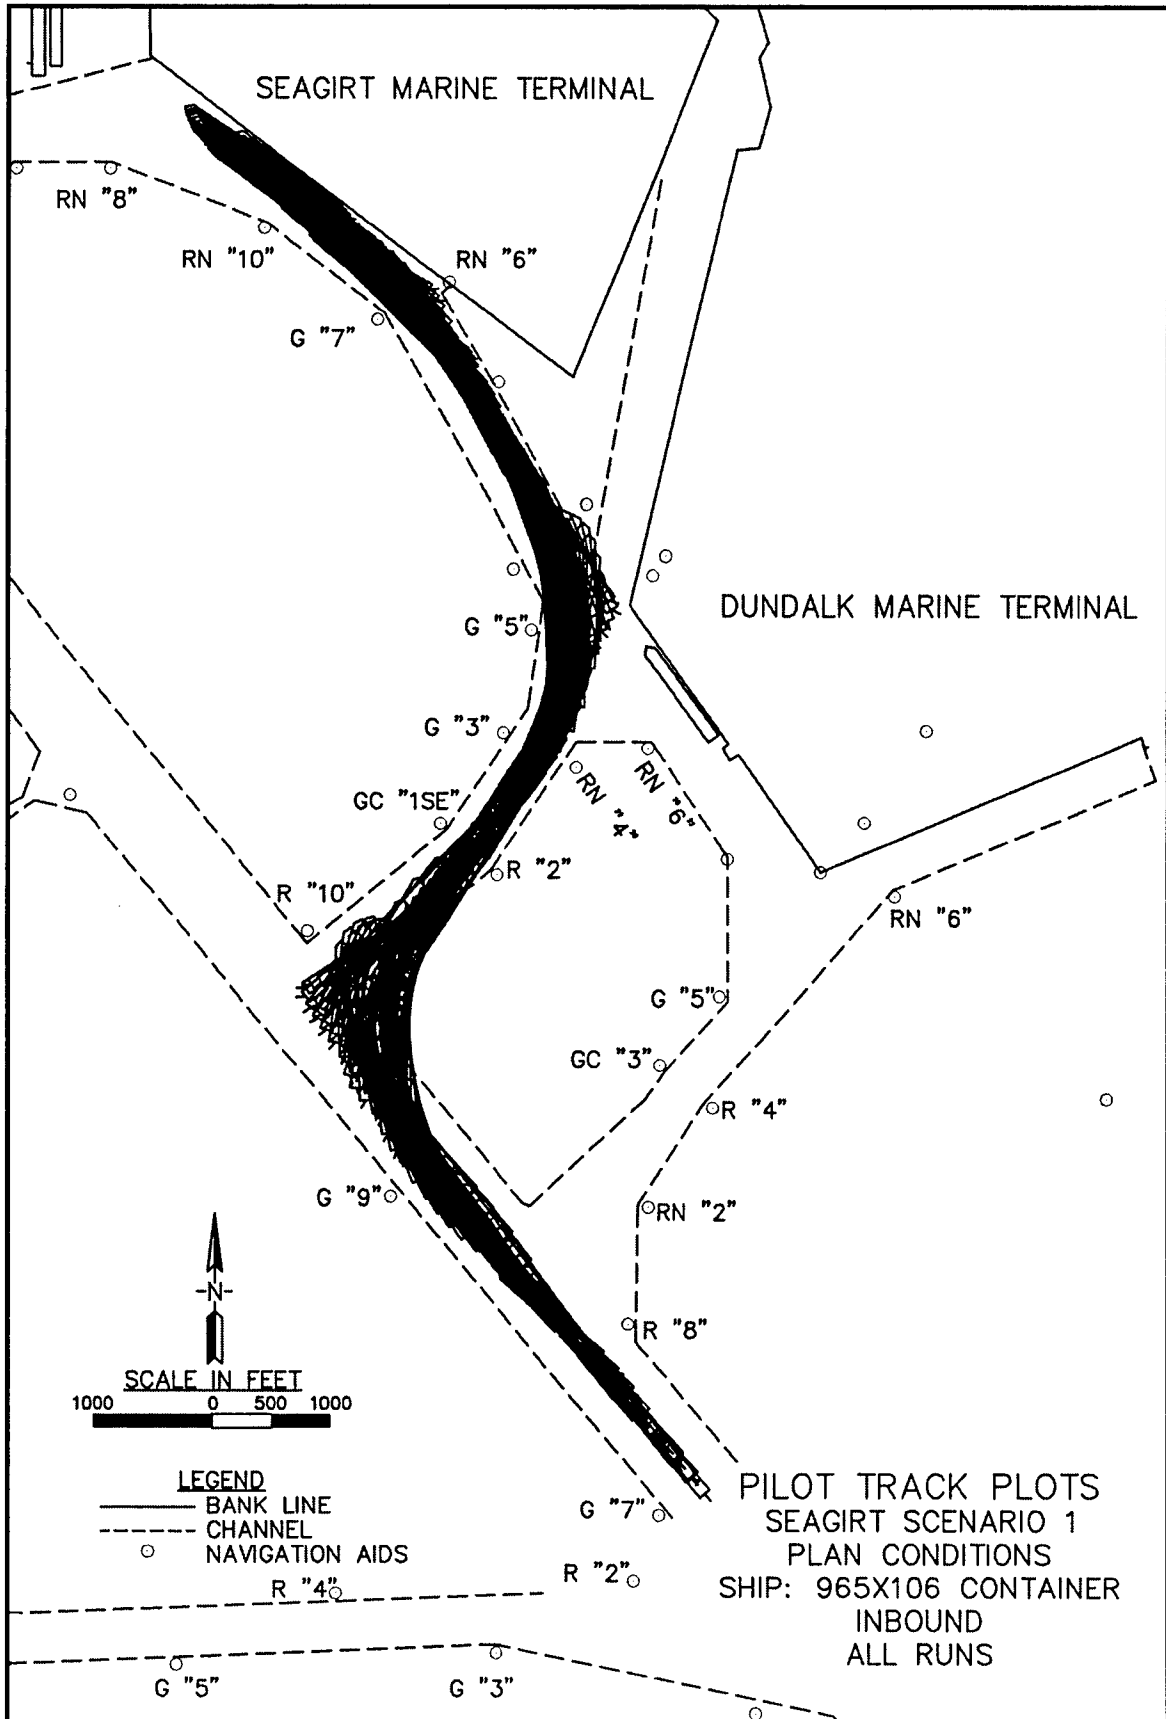 SEAGIRT MARINE TERMINAL
RN "8"
RN "10"
RN "6"
G "7"
DUNDALK MARINE TERMINAL
G "5"
G "3"
RN "4"
RN "6"
GC "1SE"
R "2"
R "10"
RN "6"
G "5"
GC "3"
R "4"
G "9"
RN "2"
-N-
R "8"
SCALE IN FEET
1000 0 500 1000
LEGEND
BANK LINE
CHANNEL
NAVIGATION AIDS
G "7"
PILOT TRACK PLOTS
SEAGIRT SCENARIO 1
PLAN CONDITIONS
SHIP: 965X106 CONTAINER
INBOUND
ALL RUNS
R "4"
R "2"
G "5"
G "3"